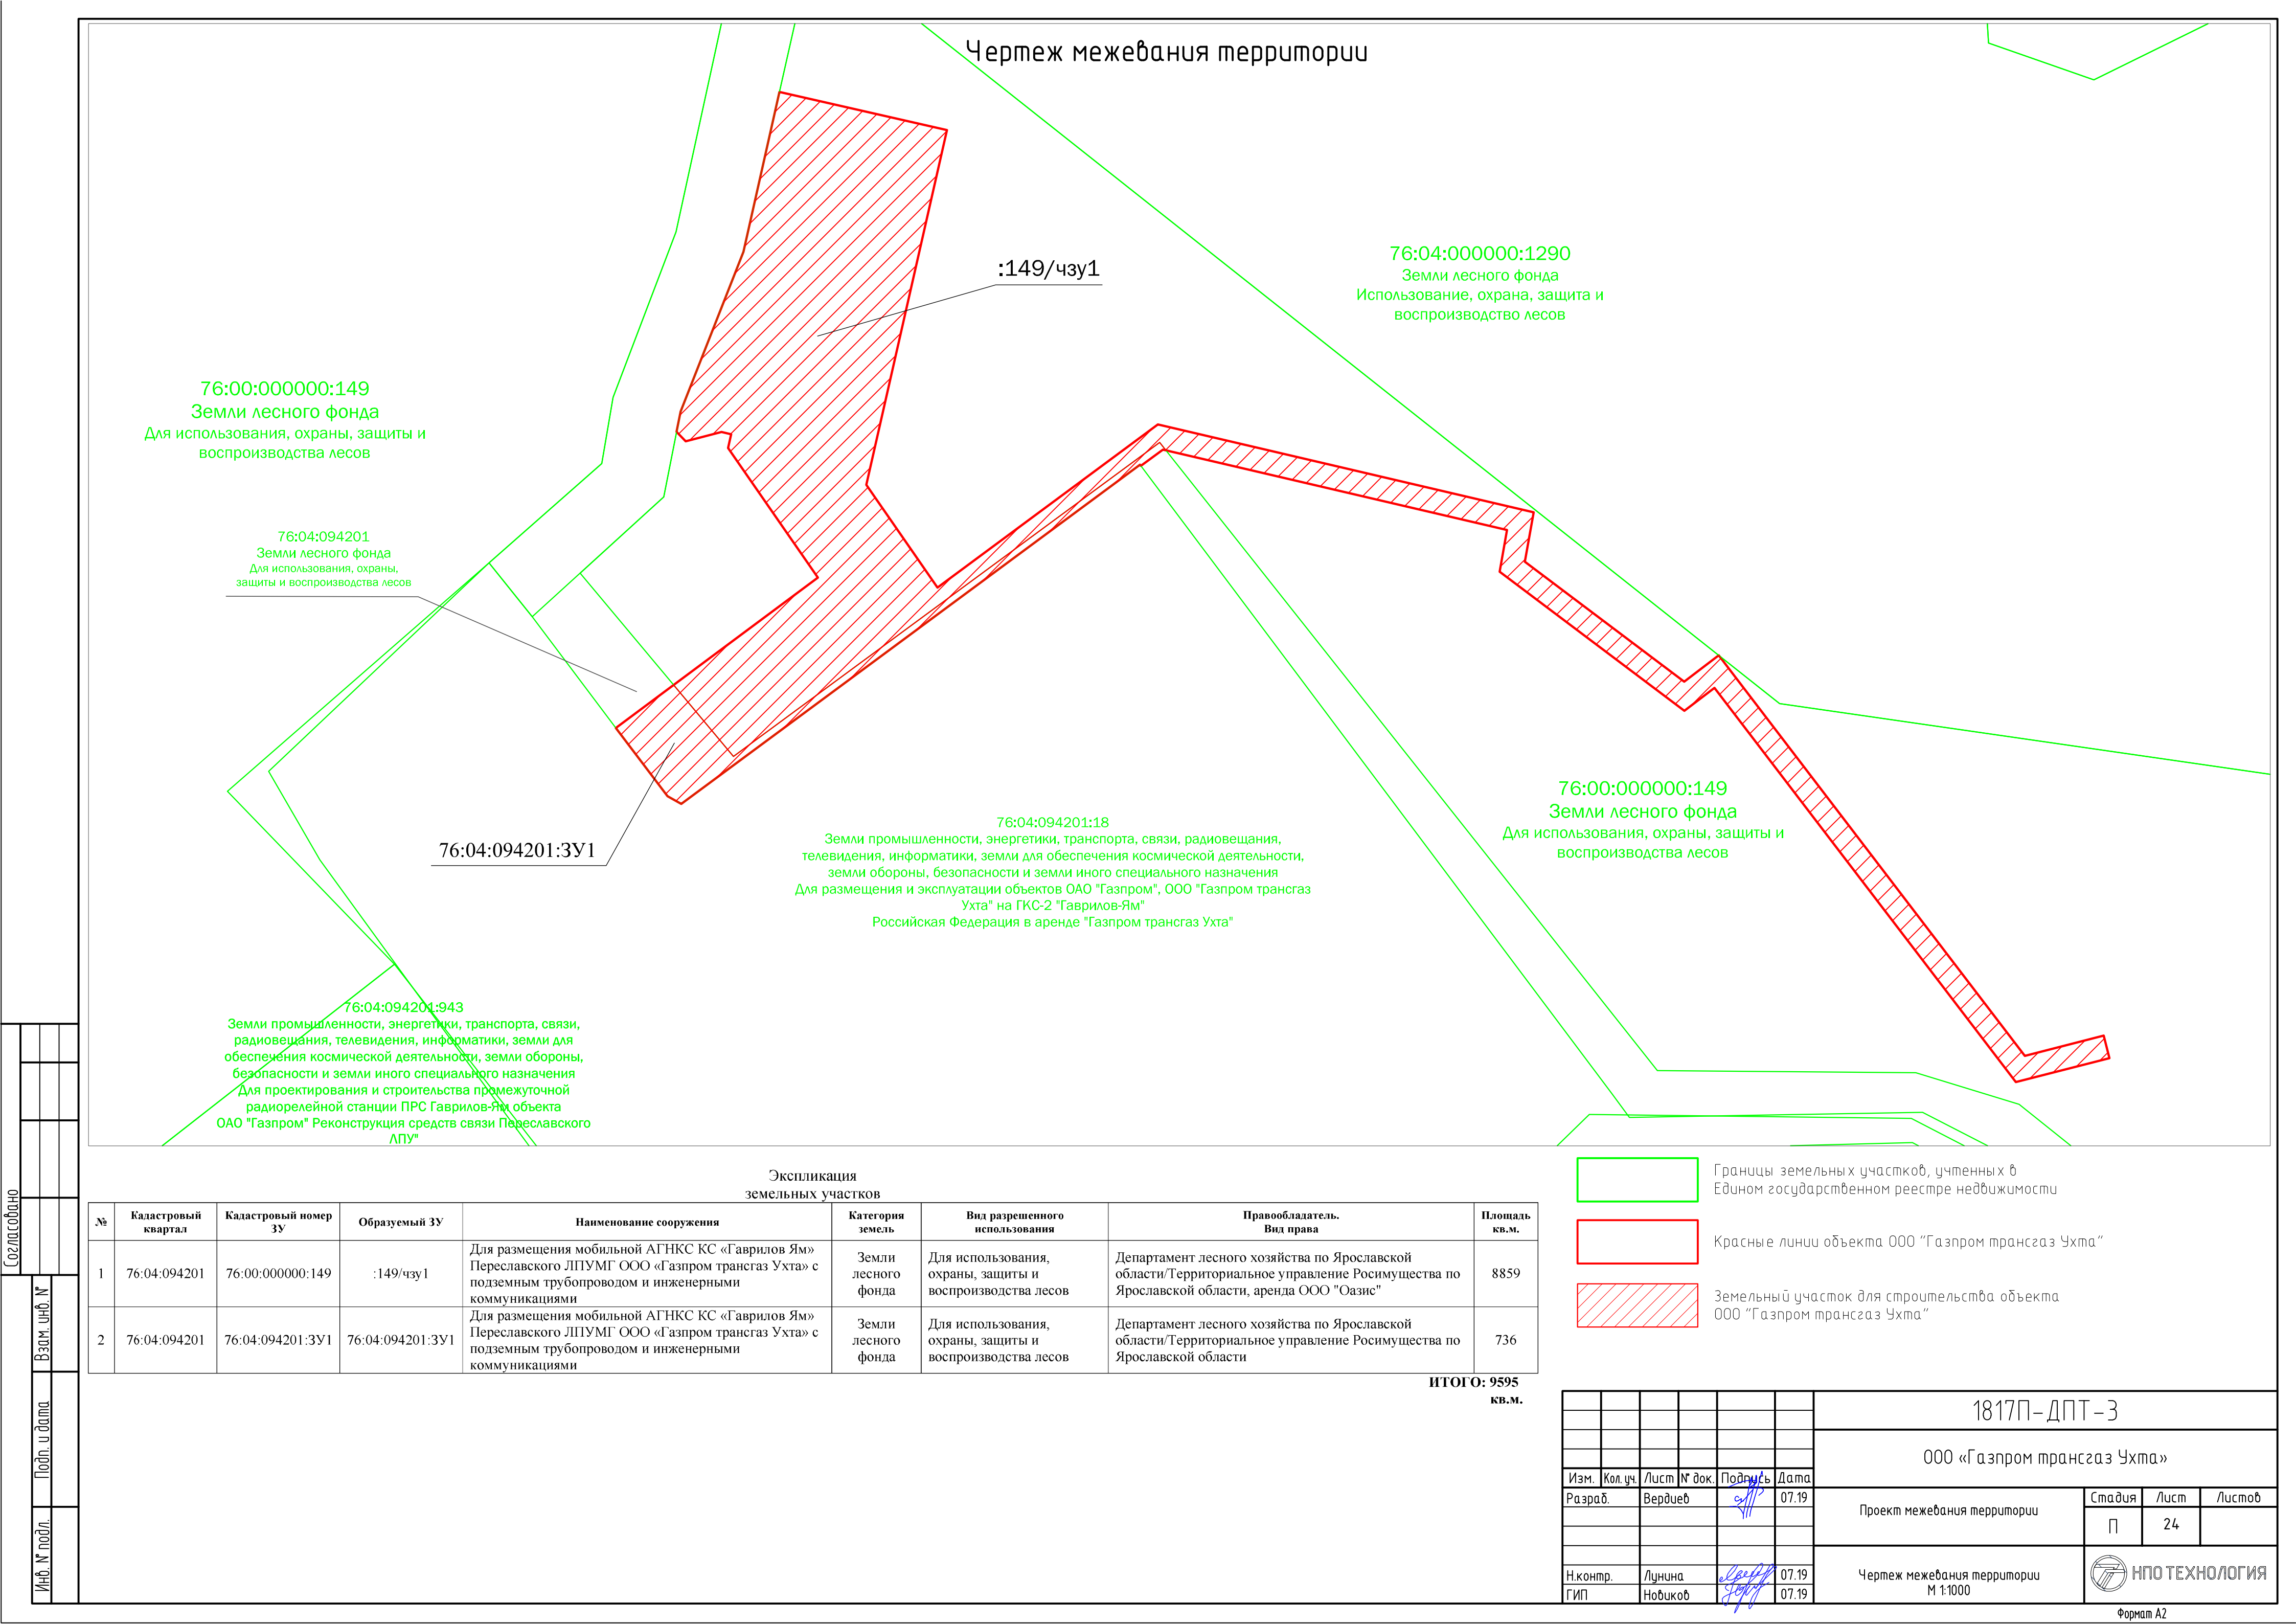 Чертеж межевания территории
:149/чзу1
76:04:000000:1290
Земли лесного фонда
Использование, охрана, защита и
воспроизводство лесов
76:00:000000:149
Земли лесного фонда
Для использования, охраны, защиты и
воспроизводства лесов
76:04:094201
Земли лесного фонда
Для использования, охраны,
защиты и воспроизводства лесов
76:04:094201:ЗУ1
76:04:094201:18
Земли промышленности, энергетики, транспорта, связи, радиовещания,
телевидения, информатики, земли для обеспечения космической деятельности,
земли обороны, безопасности и земли иного специального назначения
Для размещения и эксплуатации объектов ОАО "Газпром", ООО "Газпром трансгаз
Ухта" на ГКС-2 "Гаврилов-Ям"
Российская Федерация в аренде "Газпром трансгаз Ухта"
76:00:000000:149
Земли лесного фонда
Для использования, охраны, защиты и
воспроизводства лесов
76:04:094201:943
Земли промышленности, энергетики, транспорта, связи,
радиовещания, телевидения, информатики, земли для
обеспечения космической деятельности, земли обороны,
безопасности и земли иного специального назначения
Для проектирования и строительства промежуточной
радиорелейной станции ПРС Гаврилов-Ям объекта
ОАО "Газпром" Реконструкция средств связи Переславского
ЛПУ"
Экспликация
земельных участков
№ Кадастровый квартал Кадастровый номер ЗУ Образуемый ЗУ Наименование сооружения Категория земель Вид разрешенного использования Правообладатель. Вид права Площадь кв.м.
1 76:04:094201 76:00:000000:149 :149/чзу1
Для размещения мобильной АГНКС КС «Гаврилов Ям»
Переславского ЛПУМГ ООО «Газпром трансгаз Ухта» с
подземным трубопроводом и инженерными
коммуникациями
Земли
лесного
фонда
Для использования,
охраны, защиты и
воспроизводства лесов
Департамент лесного хозяйства по Ярославской
области/Территориальное управление Росимущества по
Ярославской области, аренда ООО "Оазис"
8859
2 76:04:094201 76:04:094201:ЗУ1 76:04:094201:ЗУ1
Для размещения мобильной АГНКС КС «Гаврилов Ям»
Переславского ЛПУМГ ООО «Газпром трансгаз Ухта» с
подземным трубопроводом и инженерными
коммуникациями
Земли
лесного
фонда
Для использования,
охраны, защиты и
воспроизводства лесов
Департамент лесного хозяйства по Ярославской
области/Территориальное управление Росимущества по
Ярославской области
736
ИТОГО: 9595
кв.м.
Границы земельных участков, учтенных в
Едином государственном реестре недвижимости
Красные линии объекта ООО "Газпром трансгаз Ухта"
Земельный участок для строительства объекта
ООО "Газпром трансгаз Ухта"
Согласовано
Взам. инв. №
Подп. и дата
Инв. № подл.
1817П-ДПТ-3
ООО «Газпром трансгаз Ухта»
Изм. Кол. уч. Лист № док. Подпись Дата
Разраб. Вердиев 07.19
Проект межевания территории
Стадия Лист Листов
П 24
Н.контр. Лунина 07.19
ГИП Новиков 07.19
Чертеж межевания территории
М 1:1000
НПО ТЕХНОЛОГИЯ
Формат А2